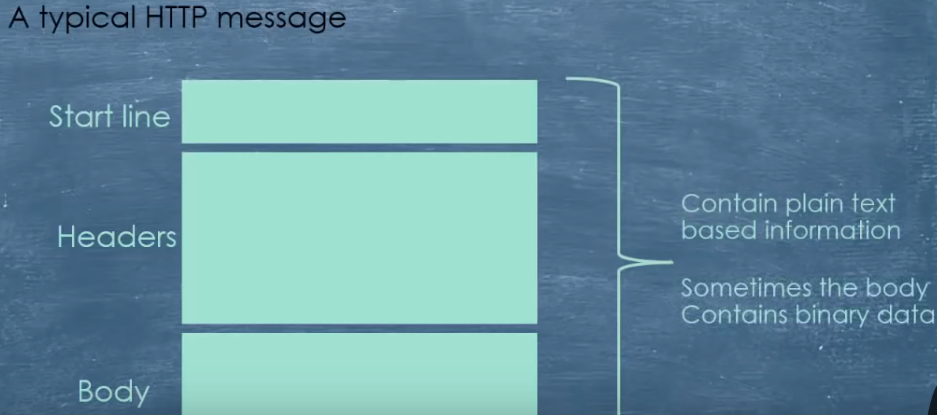 A typical HTTP message
Start line
Headers
Body
Contain plain text
based information
Sometimes the body
Contains binary data